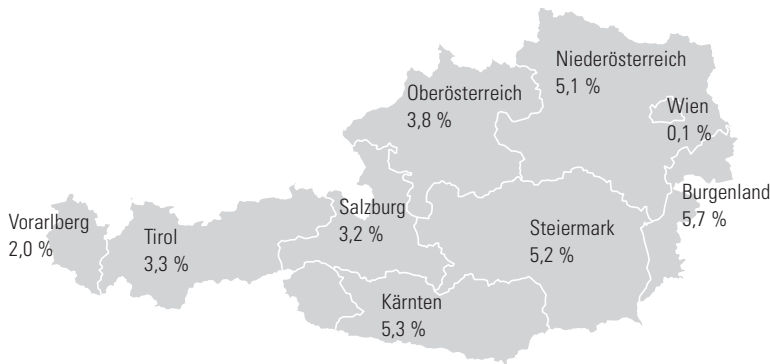 Niederösterreich
5,1 %
Oberösterreich
3,8 %
Wien
0,1 %
Burgenland
5,7 %
Salzburg
3,2 %
Vorarlberg
2,0 %
Tirol
3,3 %
Steiermark
5,2 %
Kärnten
5,3 %